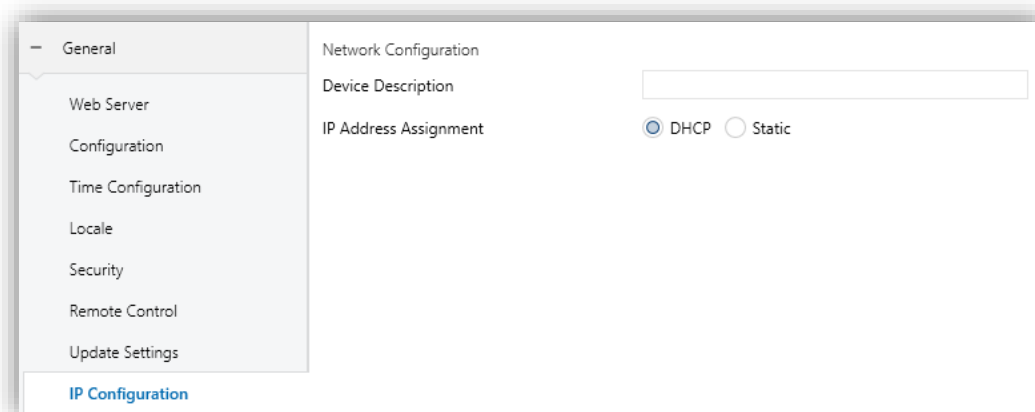 General
Web Server
Configuration
Time Configuration
Locale
Security
Remote Control
Update Settings
IP Configuration
Network Configuration
Device Description
IP Address Assignment DHCP Static